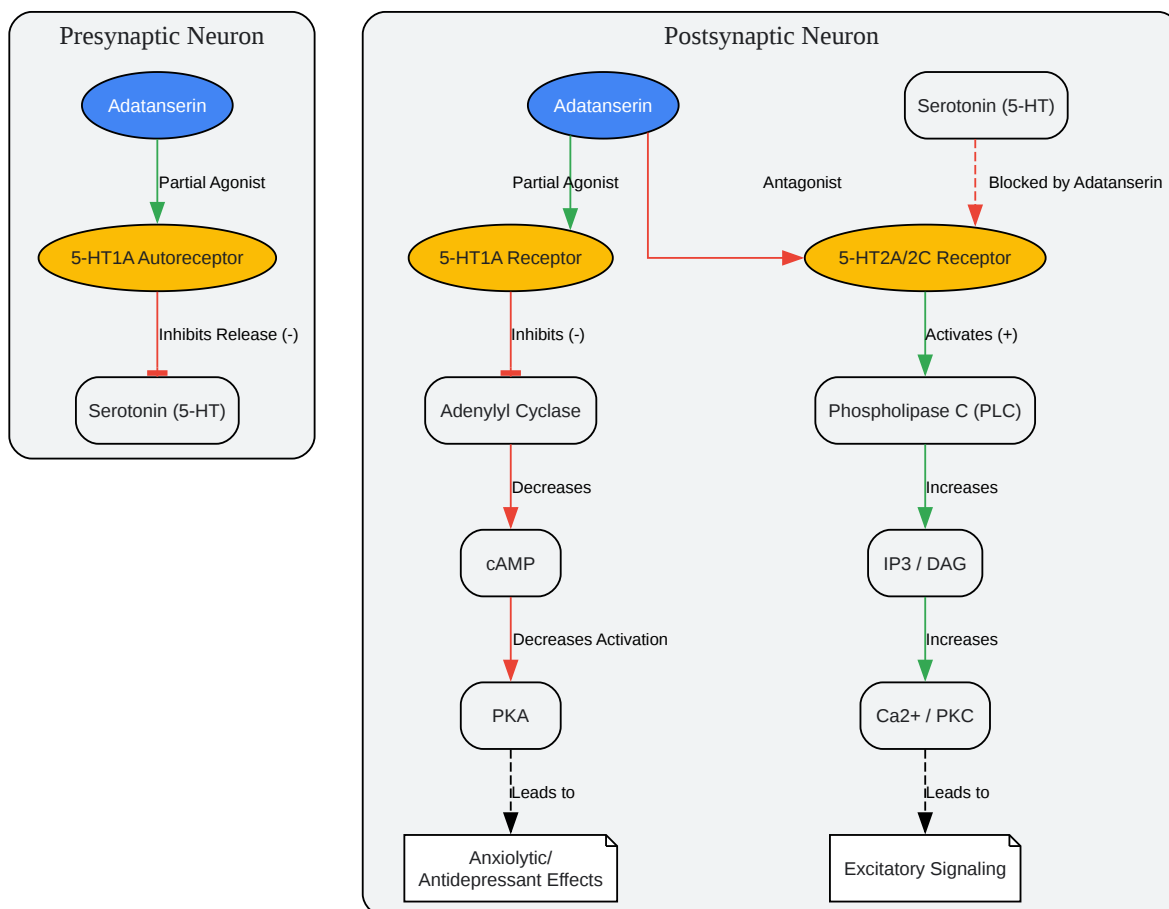 Presynaptic Neuron
Adatanserin
Partial Agonist
5-HT1A Autoreceptor
Inhibits Release (-)
Serotonin (5-HT)
Postsynaptic Neuron
Adatanserin
Serotonin (5-HT)
Partial Agonist
Antagonist
Blocked by Adatanserin
5-HT1A Receptor
5-HT2A/2C Receptor
Inhibits (-)
Activates (+)
Adenylyl Cyclase
Phospholipase C (PLC)
Decreases
Increases
cAMP
IP3 / DAG
Decreases Activation
Increases
PKA
Ca2+ / PKC
Leads to
Leads to
Anxiolytic/
Antidepressant Effects
Excitatory Signaling